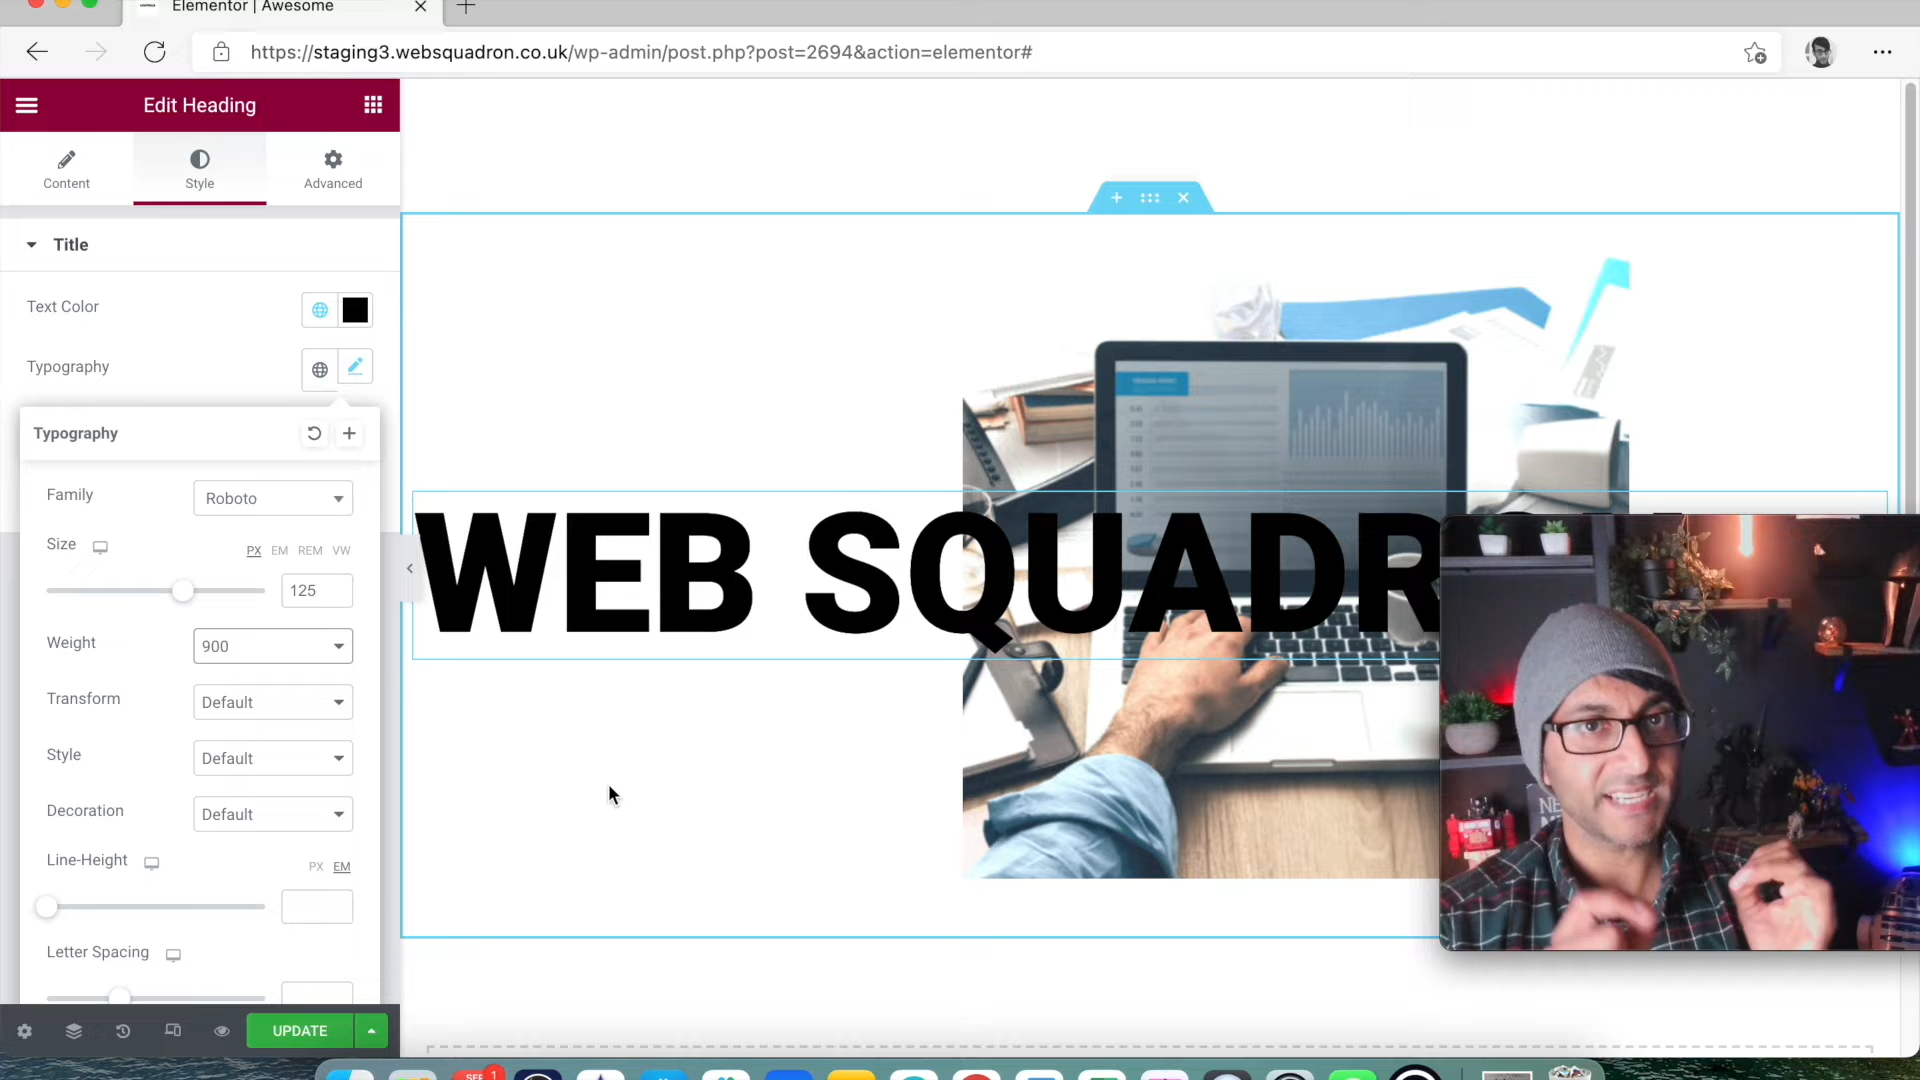 Elementor | Awesome
https://staging3.websquadron.co.uk/wp-admin/post.php?post=2694&action=elementor#
Edit Heading
Content
Style
Advanced
Title
Text Color
Typography
Typography
Family
Roboto
Size
PX EM REM VW
125
Weight
900
Transform
Default
Style
Default
Decoration
Default
Line-Height
PX EM
Letter Spacing
UPDATE
WEB SQUADR
SEP 1